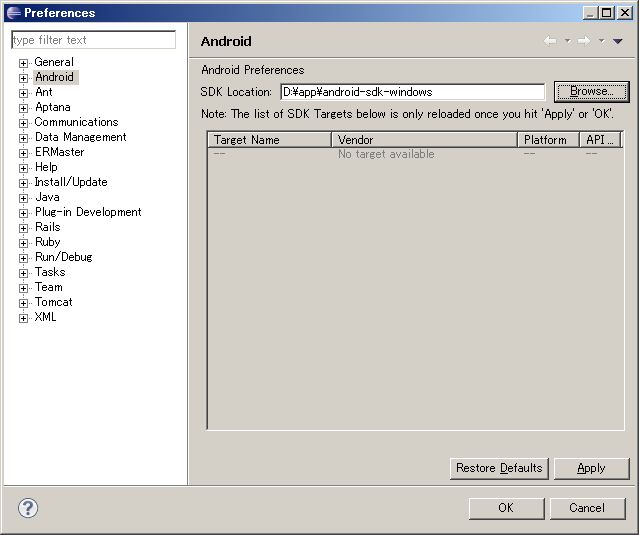 Preferences
type filter text
General
Android
Ant
Aptana
Communications
Data Management
ERMaster
Help
Install/Update
Java
Plug-in Development
Rails
Ruby
Run/Debug
Tasks
Team
Tomcat
XML
Android
Android Preferences
SDK Location: D:¥app¥android-sdk-windows Browse...
Note: The list of SDK Targets below is only reloaded once you hit 'Apply' or 'OK'.
Target Name Vendor Platform API ...
-- No target available -- --
Restore Defaults Apply
? OK Cancel